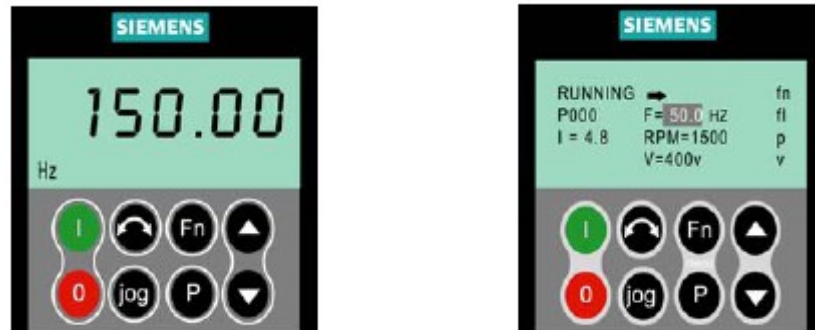 SIEMENS
150.00
Hz
I
Fn
0
jog
P
SIEMENS
RUNNING fn
P000 F= 50.0 HZ fl
I = 4.8 RPM=1500 p
V=400v v
I
Fn
0
jog
P